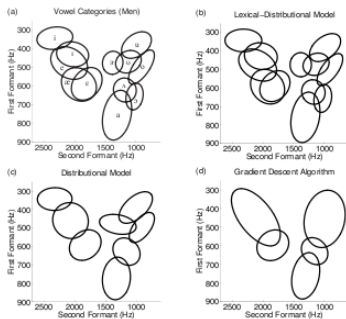 (a) Vowel Categories (Men)
First Formant (Hz)
300
400
500
600
700
800
900
i
u
a
2500 2000 1500 1000
Second Formant (Hz)
(b) Lexical-Distributional Model
First Formant (Hz)
300
400
500
600
700
800
900
2500 2000 1500 1000
Second Formant (Hz)
(c) Distributional Model
First Formant (Hz)
300
400
500
600
700
800
900
2500 2000 1500 1000
Second Formant (Hz)
(d) Gradient Descent Algorithm
First Formant (Hz)
300
400
500
600
700
800
900
2500 2000 1500 1000
Second Formant (Hz)